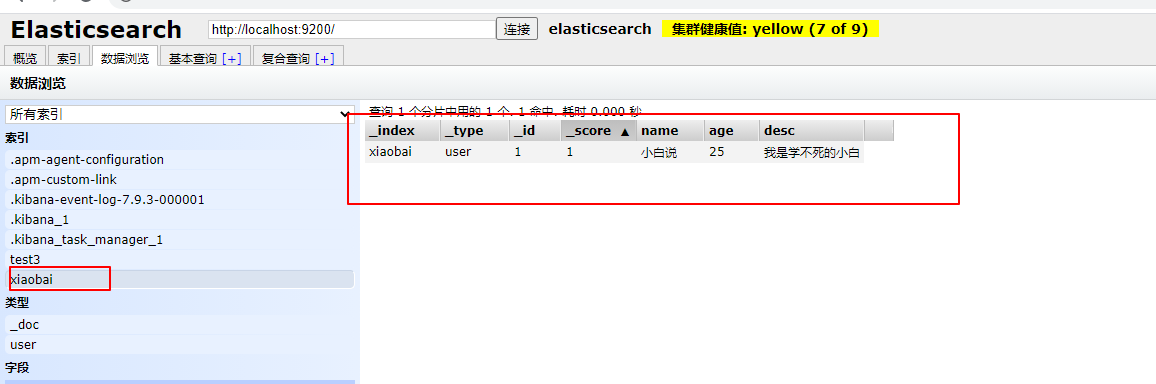 Elasticsearch http://localhost:9200/ 连接 elasticsearch 集群健康值: yellow (7 of 9)
概览 索引 数据浏览 基本查询 [+] 复合查询 [+]
数据浏览
所有索引
索引
.apm-agent-configuration
.apm-custom-link
.kibana-event-log-7.9.3-000001
.kibana_1
.kibana_task_manager_1
test3
xiaobai
类型
_doc
user
字段
查询 1 个分片中用的 1 个. 1 命中. 耗时 0.000 秒
_index _type _id _score ▲ name age desc
xiaobai user 1 1 小白说 25 我是学不死的小白